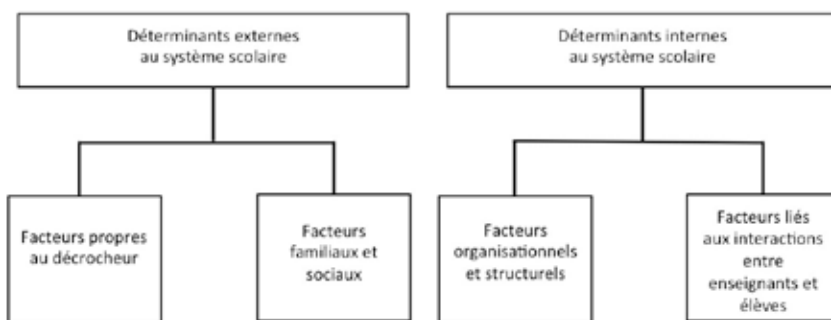 Déterminants externes
au système scolaire
Déterminants internes
au système scolaire
Facteurs propres
au décrocheur
Facteurs
familiaux et
sociaux
Facteurs
organisationnels
et structurels
Facteurs liés
aux interactions
entre
enseignants et
élèves